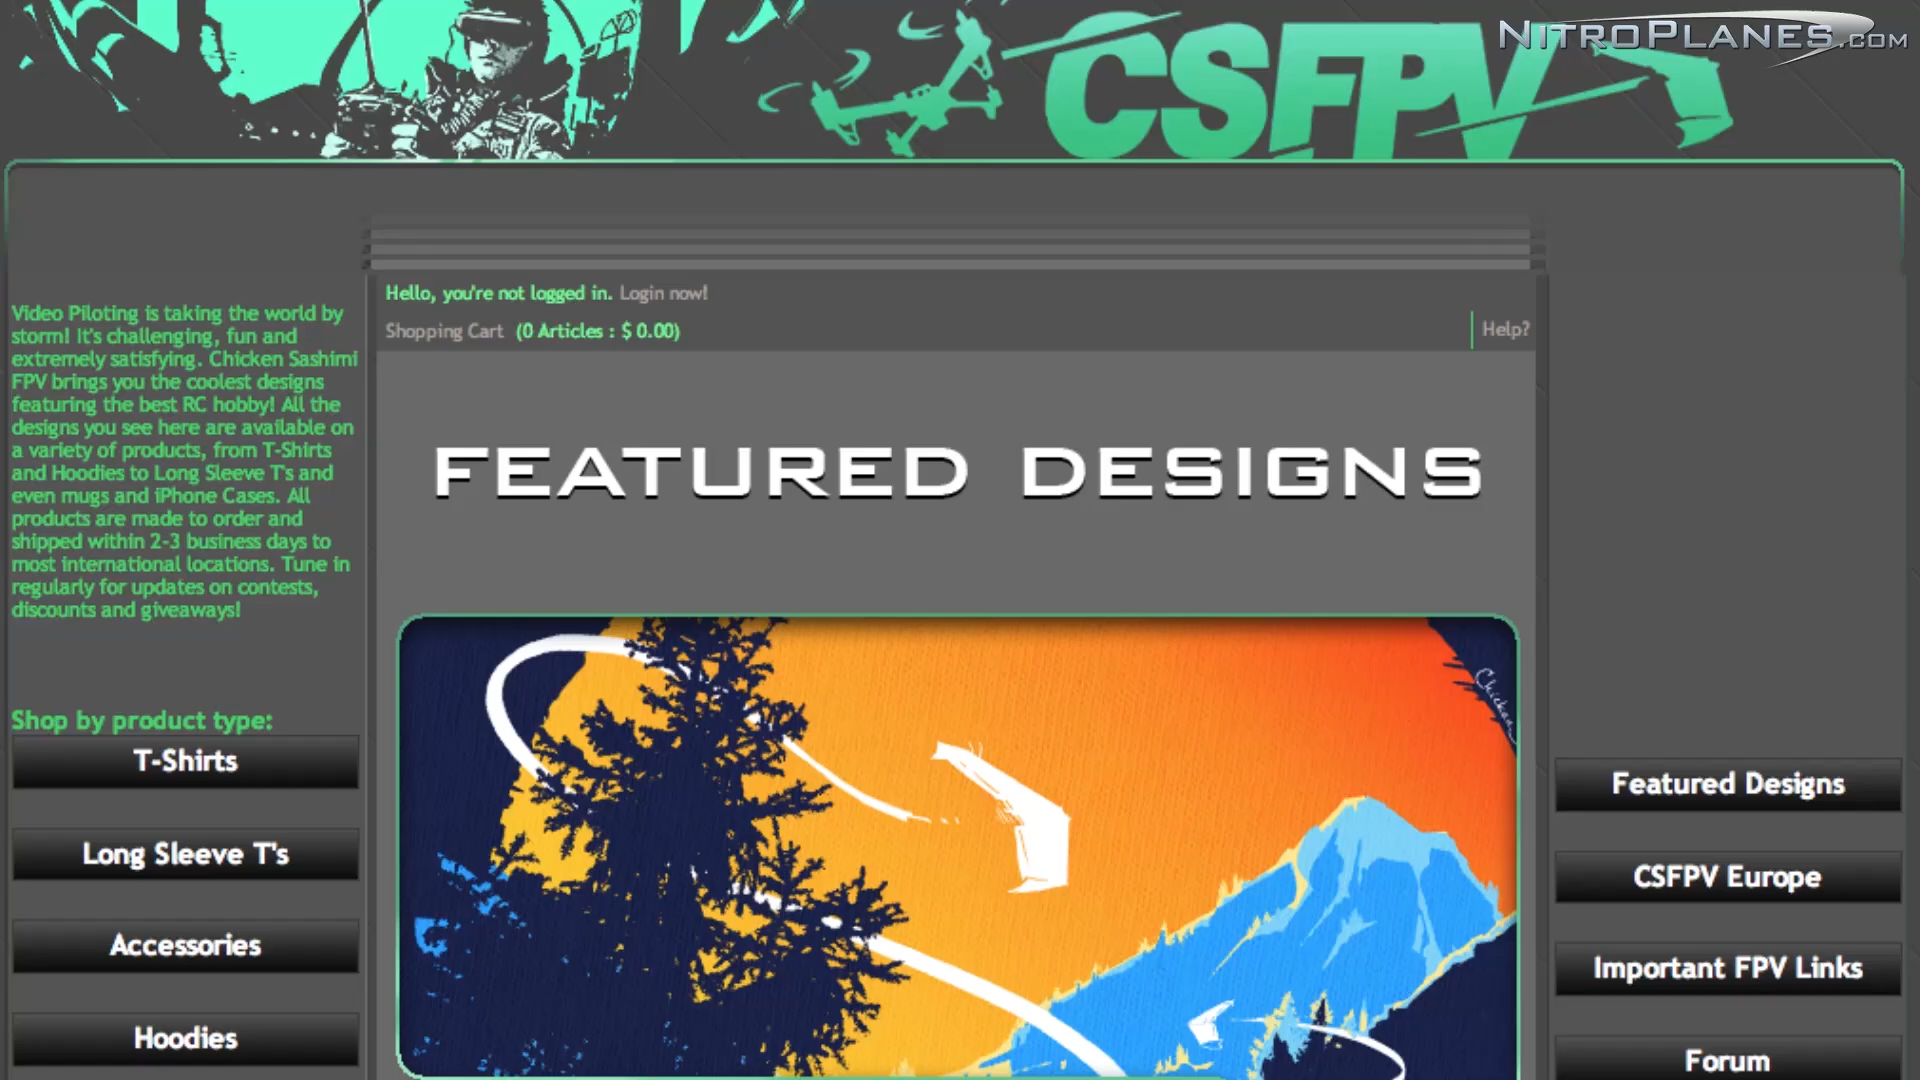 NITROPLANES.COM
CSFPV
Hello, you're not logged in. Login now!
Shopping Cart (0 Articles : $ 0.00)
Help?
Video Piloting is taking the world by
storm! It's challenging, fun and
extremely satisfying. Chicken Sashimi
FPV brings you the coolest designs
featuring the best RC hobby! All the
designs you see here are available on
a variety of products, from T-Shirts
and Hoodies to Long Sleeve T's and
even mugs and iPhone Cases. All
products are made to order and
shipped within 2-3 business days to
most international locations. Tune in
regularly for updates on contests,
discounts and giveaways!
Shop by product type:
T-Shirts
Long Sleeve T's
Accessories
Hoodies
FEATURED DESIGNS
Chicken
Featured Designs
CSFPV Europe
Important FPV Links
Forum